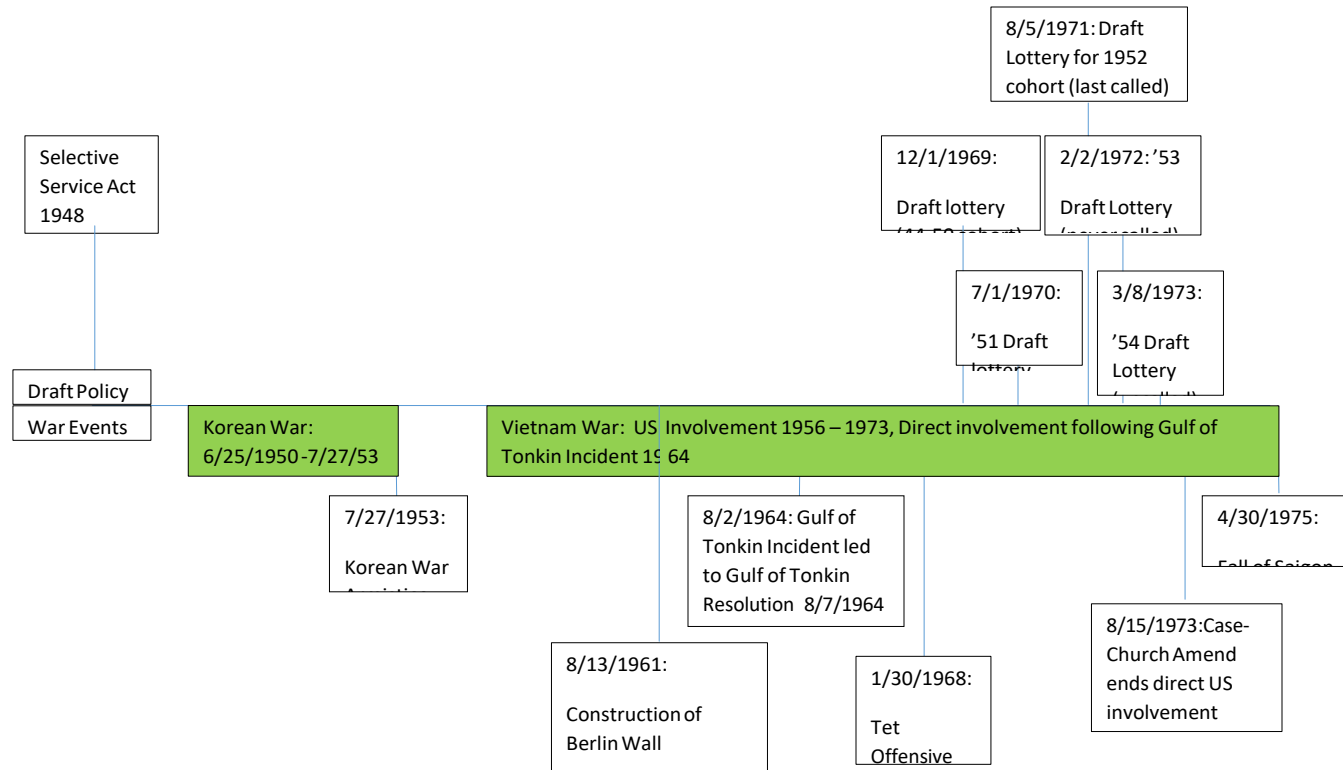 8/5/1971: Draft
Lottery for 1952
cohort (last called)
Selective
Service Act
1948
12/1/1969:
Draft lottery
2/2/1972: ’53
Draft Lottery
7/1/1970:
’51 Draft
3/8/1973:
’54 Draft
Lottery
Draft Policy
War Events
Korean War:
6/25/1950 -7/27/53
Vietnam War: US Involvement 1956 – 1973, Direct involvement following Gulf of
Tonkin Incident 1964
7/27/1953:
Korean War
8/2/1964: Gulf of
Tonkin Incident led
to Gulf of Tonkin
Resolution 8/7/1964
4/30/1975:
Fall of Saigon
8/13/1961:
Construction of
Berlin Wall
1/30/1968:
Tet
Offensive
8/15/1973:Case-
Church Amend
ends direct US
involvement